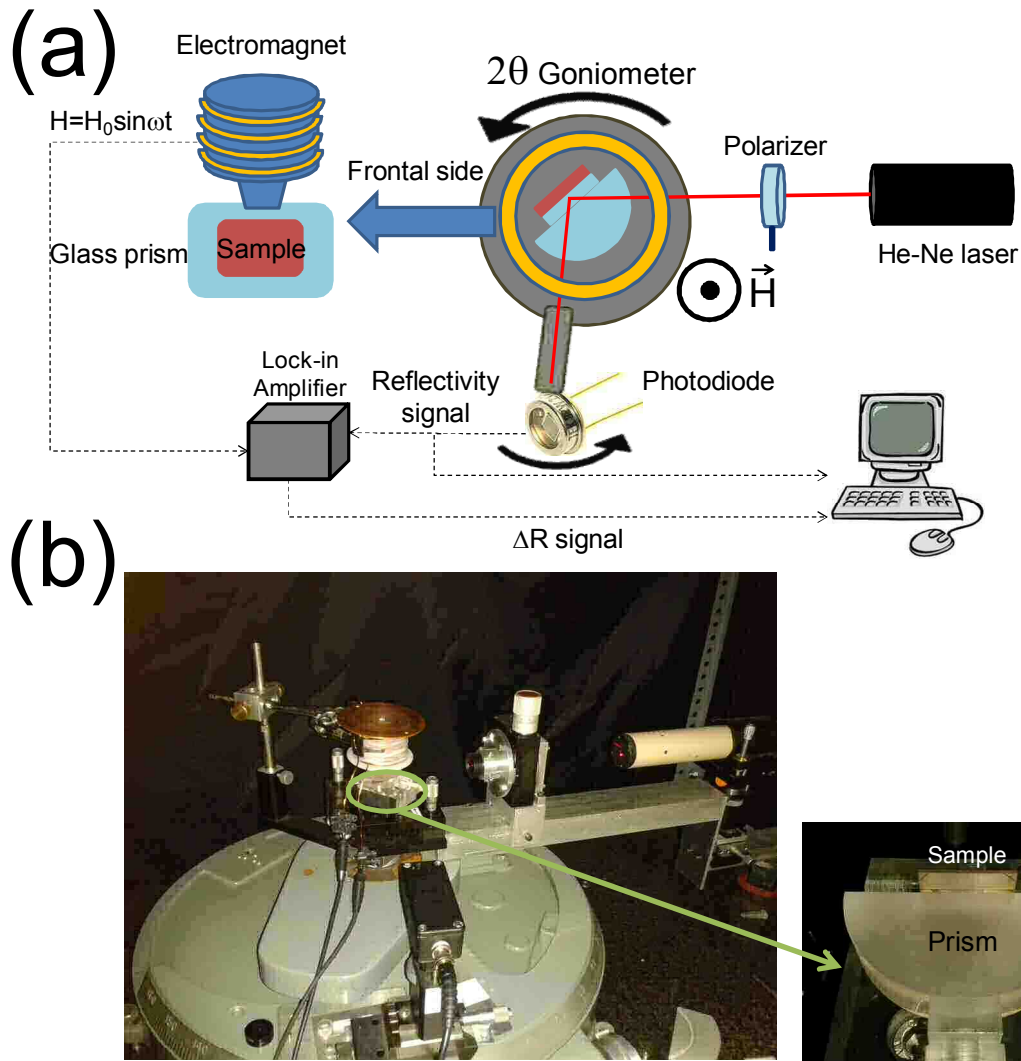 (a)
Electromagnet
2θ Goniometer
H=H₀sinωt
Polarizer
Frontal side
Glass prism
Sample
He-Ne laser
H⃗
Lock-in
Amplifier
Reflectivity
signal
Photodiode
ΔR signal
(b)
Sample
Prism